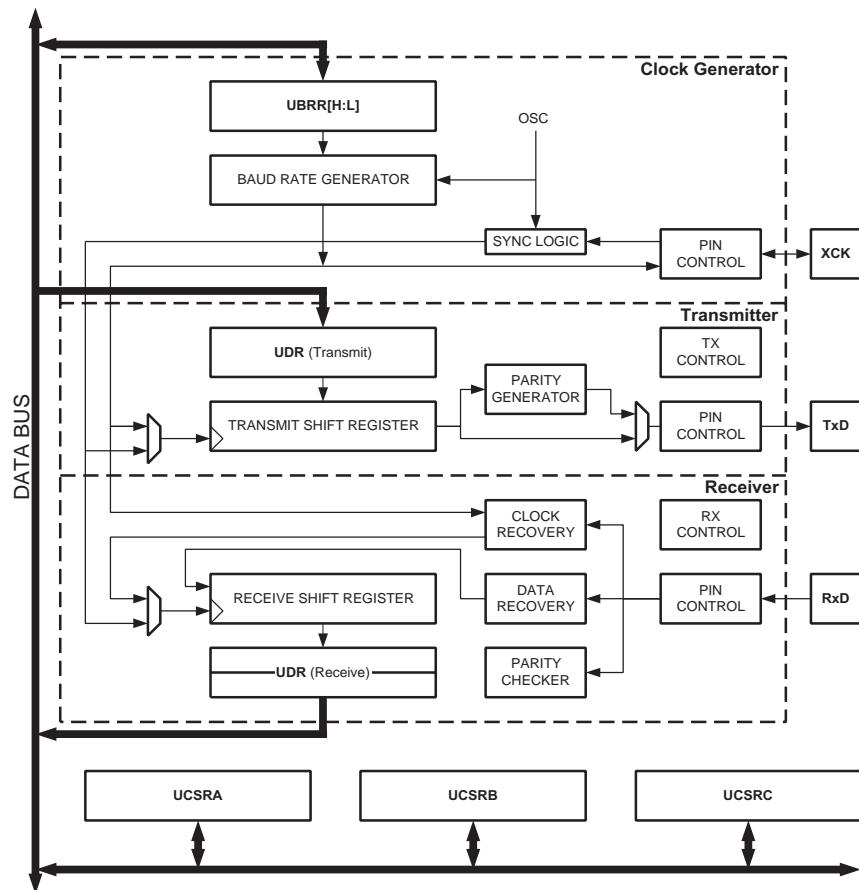 Clock Generator
UBRR[H:L]
OSC
BAUD RATE GENERATOR
SYNC LOGIC
PIN
CONTROL
XCK
Transmitter
UDR (Transmit)
TX
CONTROL
PARITY
GENERATOR
TRANSMIT SHIFT REGISTER
PIN
CONTROL
TxD
DATA BUS
Receiver
CLOCK
RECOVERY
RX
CONTROL
RECEIVE SHIFT REGISTER
DATA
RECOVERY
PIN
CONTROL
RxD
UDR (Receive)
PARITY
CHECKER
UCSRA
UCSRB
UCSRC